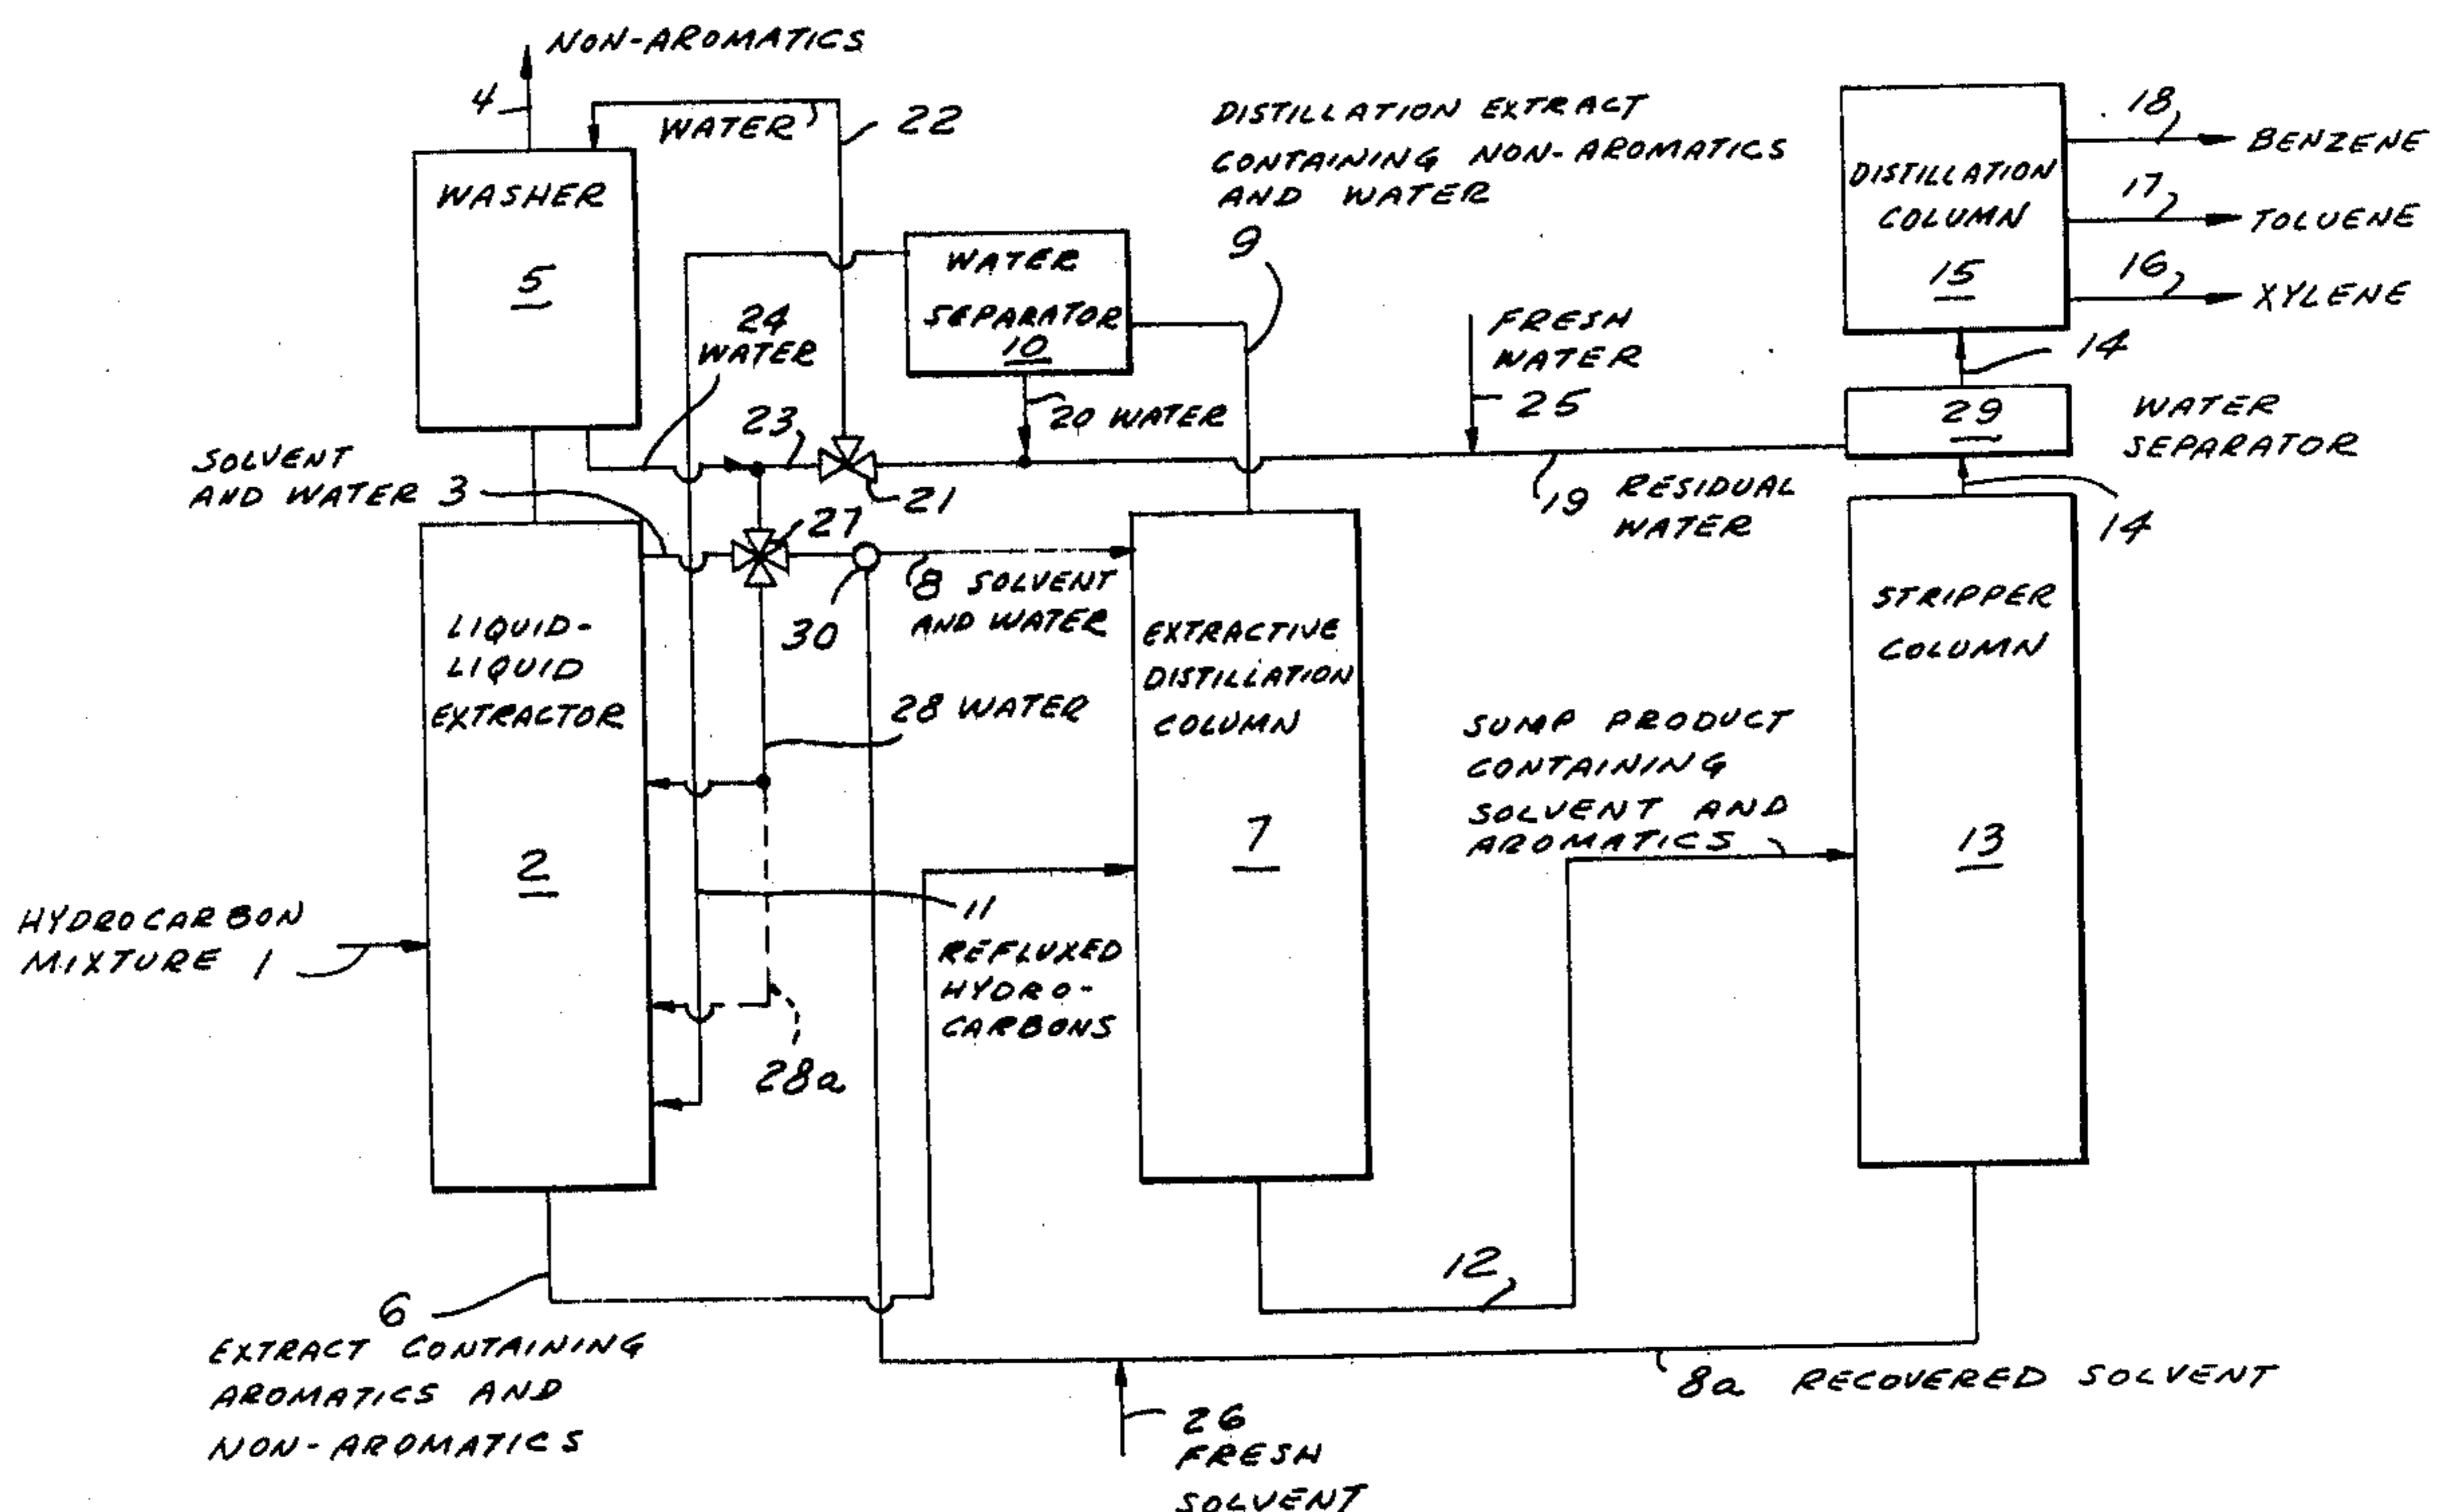 NON-AROMATICS
4
WATER
22
WASHER
5
DISTILLATION EXTRACT
CONTAINING NON-AROMATICS
AND WATER
9
WATER
SEPARATOR
10
DISTILLATION
COLUMN
15
18
BENZENE
17
TOLUENE
16
XYLENE
14
24
WATER
23
20 WATER
21
FRESH
WATER
25
29
WATER
SEPARATOR
19 RESIDUAL
WATER
14
SOLVENT
AND WATER 3
27
30
8 SOLVENT
AND WATER
LIQUID-
LIQUID
EXTRACTOR
2
28 WATER
EXTRACTIVE
DISTILLATION
COLUMN
7
STRIPPER
COLUMN
13
SUMP PRODUCT
CONTAINING
SOLVENT AND
AROMATICS
HYDROCARBON
MIXTURE 1
11
REFLUXED
HYDRO-
CARBONS
28a
12
6
EXTRACT CONTAINING
AROMATICS AND
NON-AROMATICS
8a RECOVERED SOLVENT
26
FRESH
SOLVENT